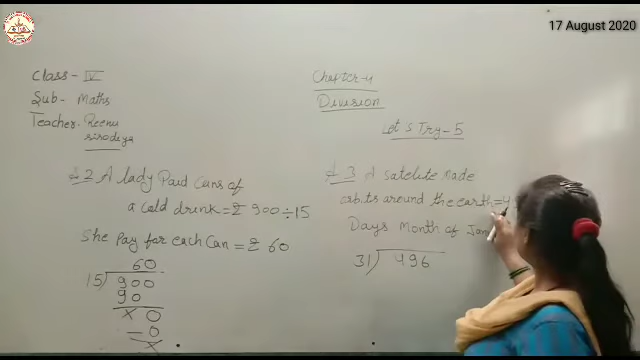 17 August 2020
Class - IV
Sub - Maths
Teacher - Reenu
sirodiya
Chapter-4
Division
Let s Try-5
Q 2 A lady Paid Cans of
a cold drink = ₹ 900 ÷ 15
She Pay for each Can = ₹ 60
60
15) 900
90
x 0
- 0
x
Q 3 A satelite made
orbits around the earth = 4
Days Month of Jan
31) 496